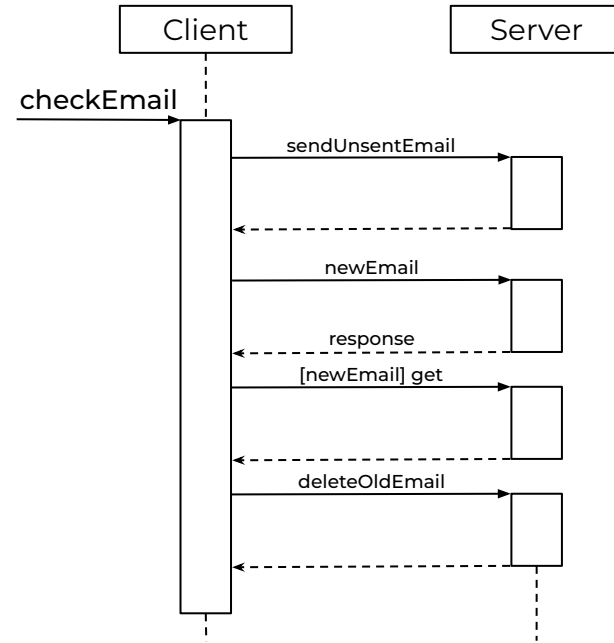 Client
Server
checkEmail
sendUnsentEmail
newEmail
response
[newEmail] get
deleteOldEmail